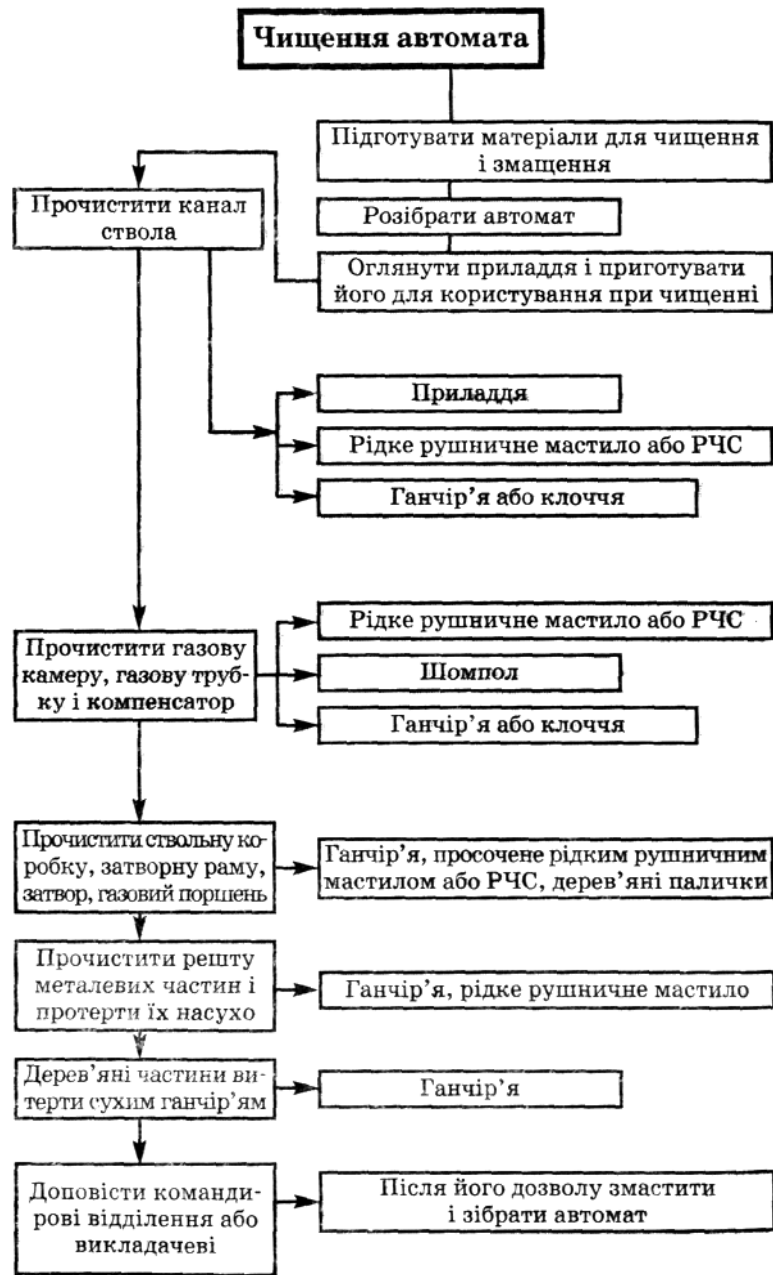 Чищення автомата
Підготувати матеріали для чищення
і змащення
Розібрати автомат
Оглянути приладдя і приготувати
його для користування при чищенні
Прочистити канал
ствола
Приладдя
Рідке рушничне мастило або РЧС
Ганчір’я або клоччя
Прочистити газову
камеру, газову труб-
ку і компенсатор
Рідке рушничне мастило або РЧС
Шомпол
Ганчір’я або клоччя
Прочистити ствольну ко-
робку, затворну раму,
затвор, газовий поршень
Ганчір’я, просочене рідким рушничним
мастилом або РЧС, дерев’яні палички
Прочистити решту
металевих частин і
протерти їх насухо
Ганчір’я, рідке рушничне мастило
Дерев’яні частини ви-
терти сухим ганчір’ям
Ганчір’я
Доповісти команди-
рові відділення або
викладачеві
Після його дозволу змастити
і зібрати автомат